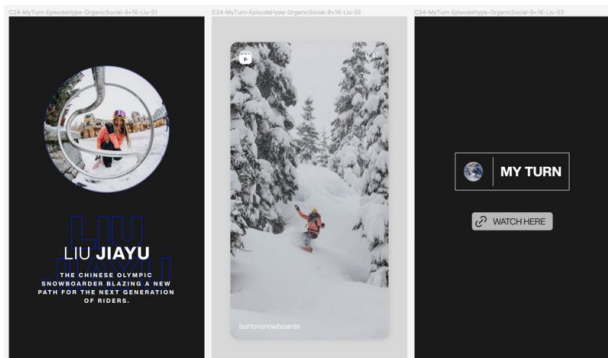 C24-MyTurn-EpisodeHype-OrganicSocial-9x16-Liu-01
LIU
JIAYU
LIU JIAYU
THE CHINESE OLYMPIC
SNOWBOARDER BLAZING A NEW
PATH FOR THE NEXT GENERATION
OF RIDERS.
C24-MyTurn-EpisodeHype-OrganicSocial-9x16-Liu-02
burtonsnowboards
C24-MyTurn-EpisodeHype-OrganicSocial-9x16-Liu-03
MY TURN
WATCH HERE